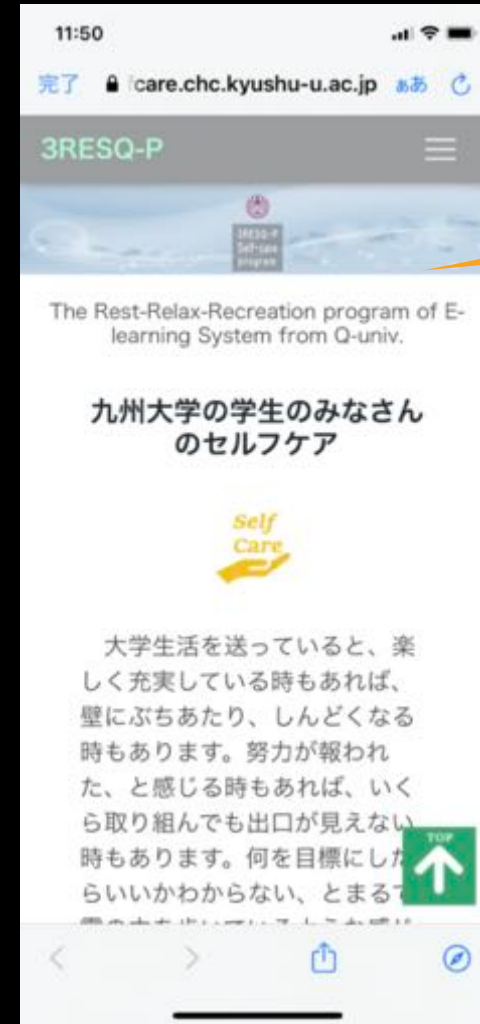 11:50
完了 care.chc.kyushu-u.ac.jp ぁあ
3RESQ-P
3RESQ-P
Self-care
program
The Rest-Relax-Recreation program of E-
learning System from Q-univ.
九州大学の学生のみなさん
のセルフケア
Self
Care
大学生活を送っていると、楽
しく充実している時もあれば、
壁にぶちあたり、しんどくなる
時もあります。努力が報われ
た、と感じる時もあれば、いく
ら取り組んでも出口が見えない
時もあります。何を目標にした
らいいかわからない、とまるで
TOP